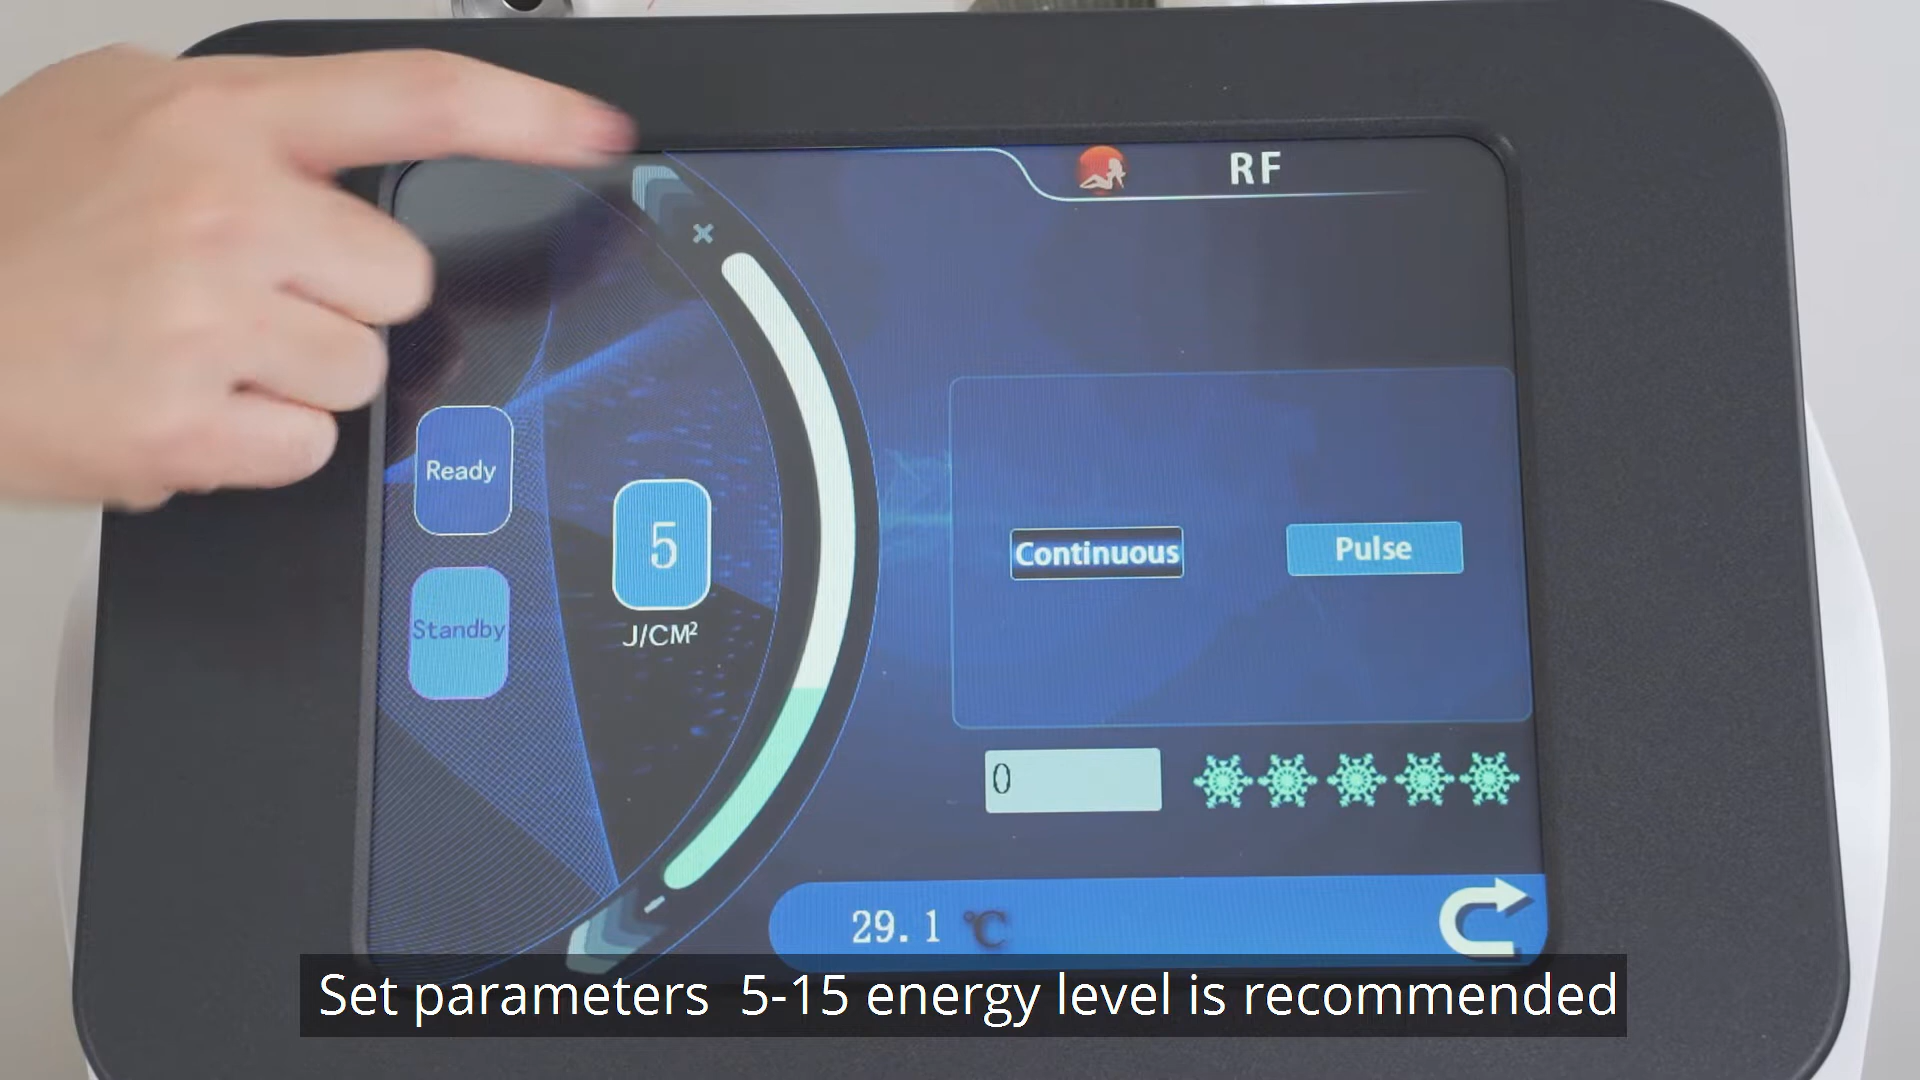 RF
Ready
5
J/CM²
Standby
Continuous
Pulse
0
29.1 ℃
Set parameters 5-15 energy level is recommended